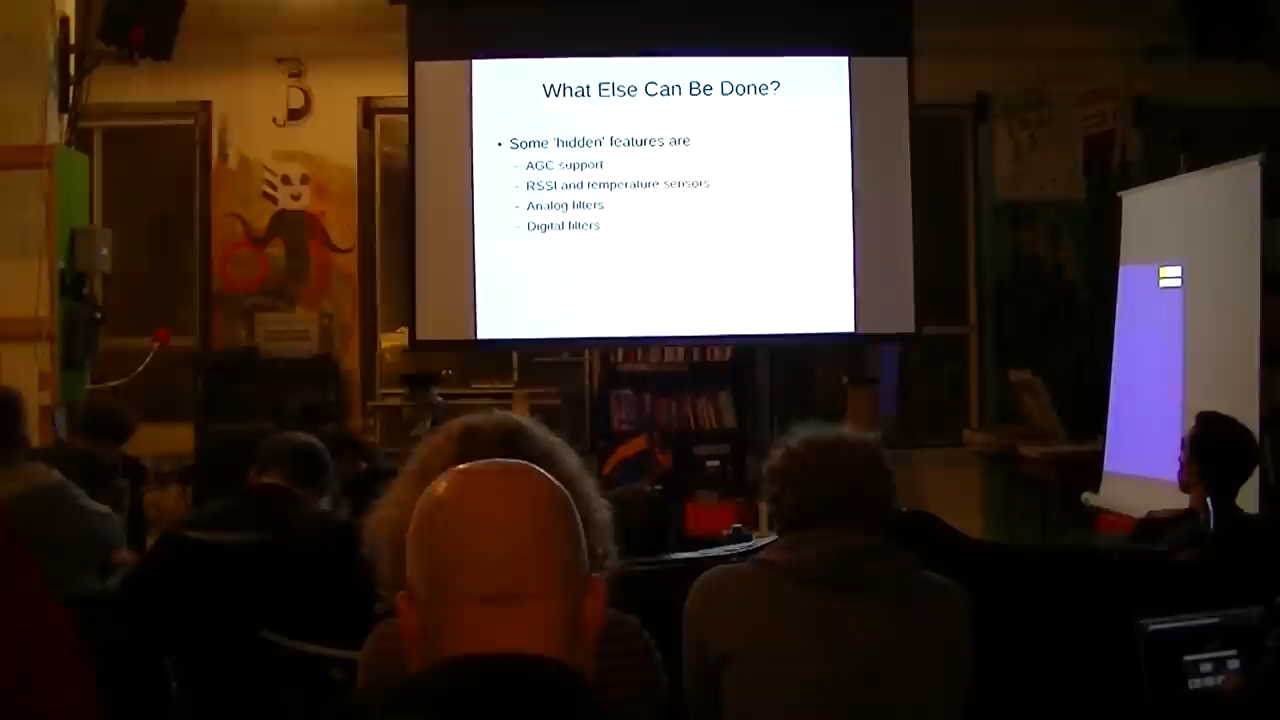 What Else Can Be Done?
• Some 'hidden' features are
- AGC support
- RSSI and temperature sensors
- Analog filters
- Digital filters